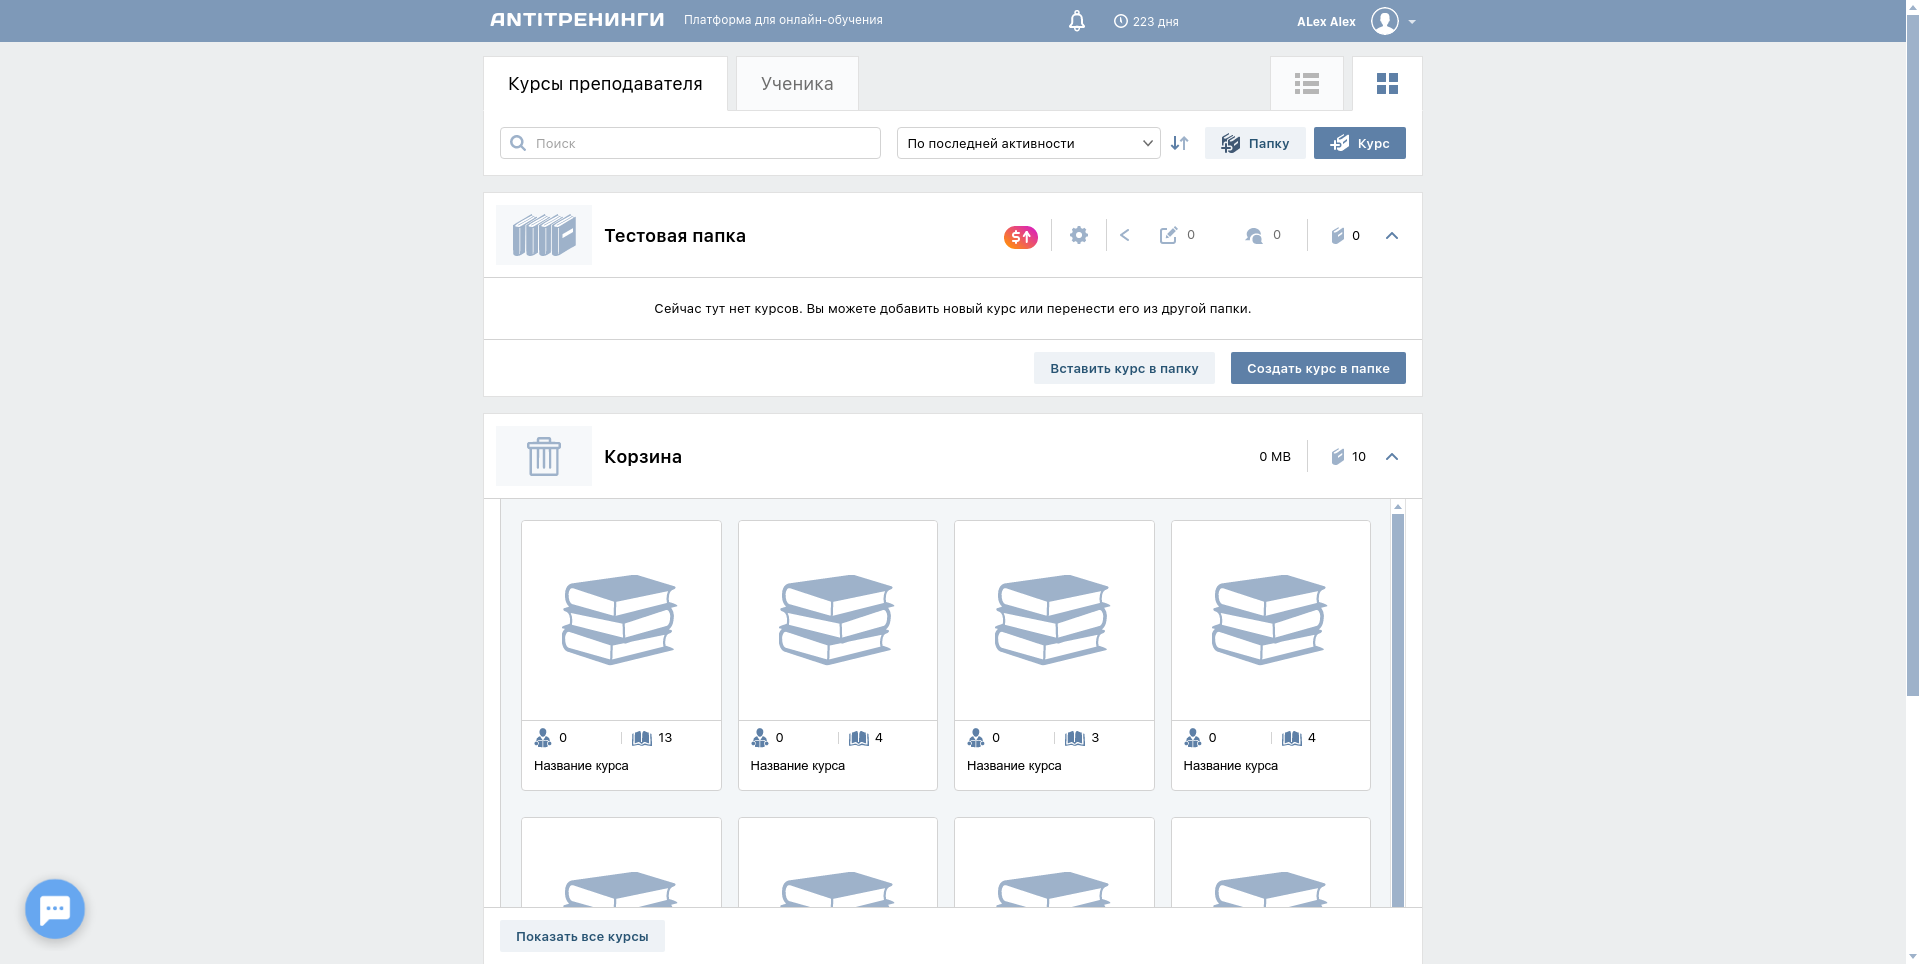 АNТIТРЕНИНГИ Платформа для онлайн-обучения 223 дня ALex Alex
Курсы преподавателя Ученика
Поиск По последней активности Папку Курс
Тестовая папка $ 0 0 0
Сейчас тут нет курсов. Вы можете добавить новый курс или перенести его из другой папки.
Вставить курс в папку Создать курс в папке
Корзина 0 MB 10
0 13 0 4 0 3 0 4
Название курса Название курса Название курса Название курса
Показать все курсы